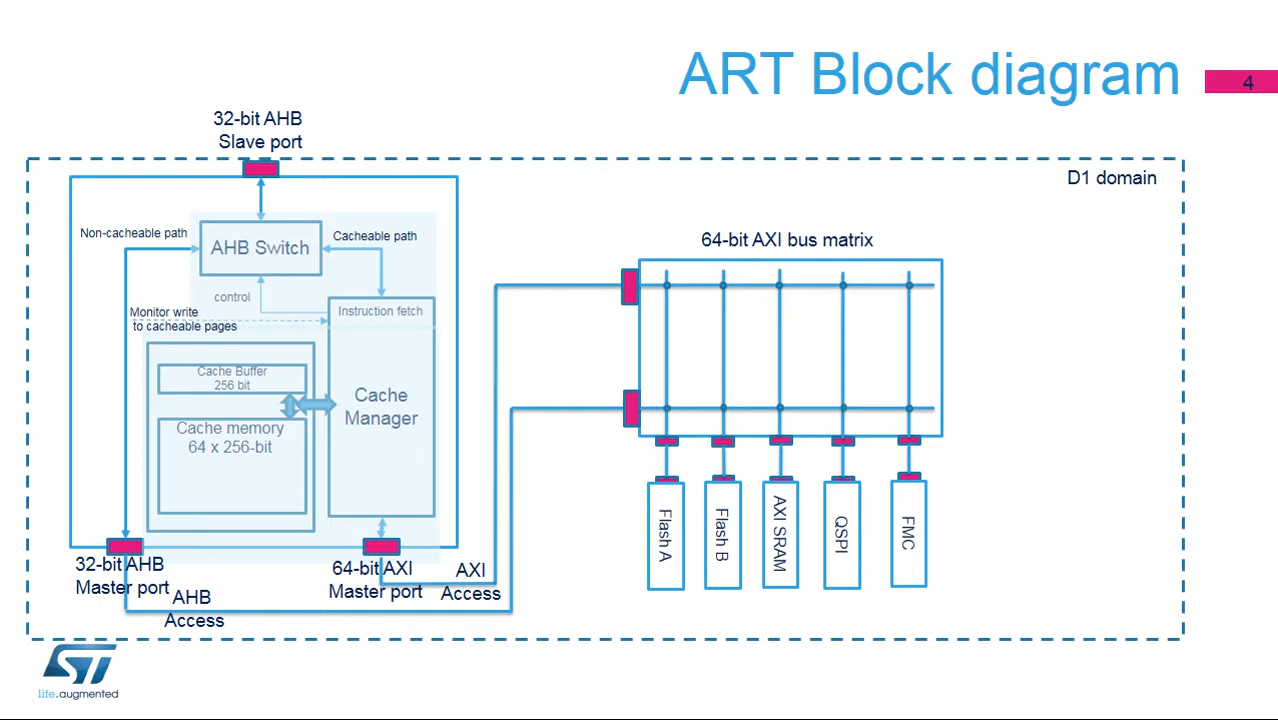 ART Block diagram
4
32-bit AHB
Slave port
D1 domain
Non-cacheable path
AHB Switch
Cacheable path
64-bit AXI bus matrix
control
Monitor write
to cacheable pages
Instruction fetch
Cache Buffer
256 bit
Cache
Manager
Cache memory
64 x 256-bit
Flash A
Flash B
AXI SRAM
QSPI
FMC
32-bit AHB
Master port
64-bit AXI
Master port
AXI
Access
AHB
Access
ST
life.augmented